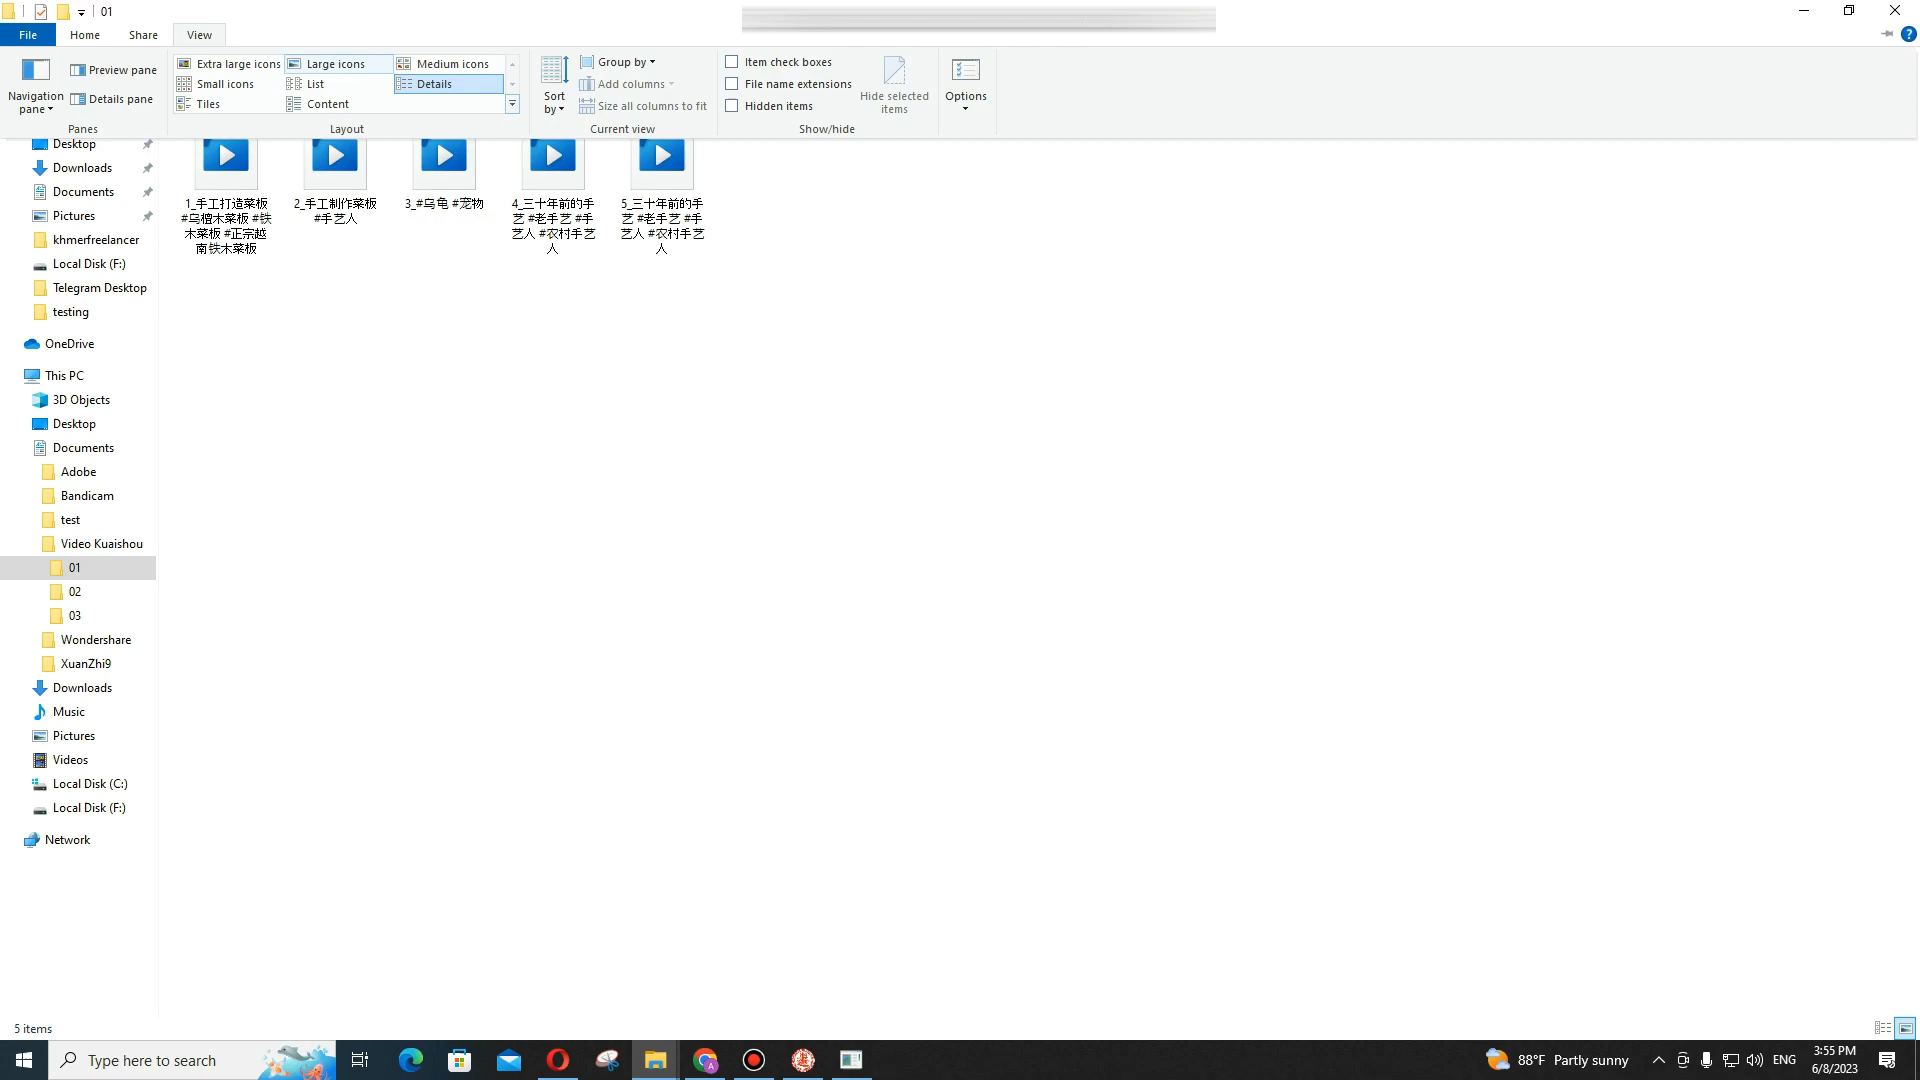 01
File
Home
Share
View
Navigation pane
Preview pane
Details pane
Panes
Extra large icons
Large icons
Medium icons
Small icons
List
Details
Tiles
Content
Layout
Sort by
Group by
Add columns
Size all columns to fit
Current view
Item check boxes
File name extensions
Hidden items
Hide selected items
Show/hide
Options
Desktop
Downloads
Documents
Pictures
khmerfreelancer
Local Disk (F:)
Telegram Desktop
testing
OneDrive
This PC
3D Objects
Desktop
Documents
Adobe
Bandicam
test
Video Kuaishou
01
02
03
Wondershare
XuanZhi9
Downloads
Music
Pictures
Videos
Local Disk (C:)
Local Disk (F:)
Network
1_手工打造菜板
#乌檀木菜板 #铁
木菜板 #正宗越
南铁木菜板
2_手工制作菜板
#手艺人
3_#乌龟 #宠物
4_三十年前的手
艺 #老手艺 #手
艺人 #农村手艺
人
5_三十年前的手
艺 #老手艺 #手
艺人 #农村手艺
人
5 items
Type here to search
88°F Partly sunny
ENG
3:55 PM
6/8/2023